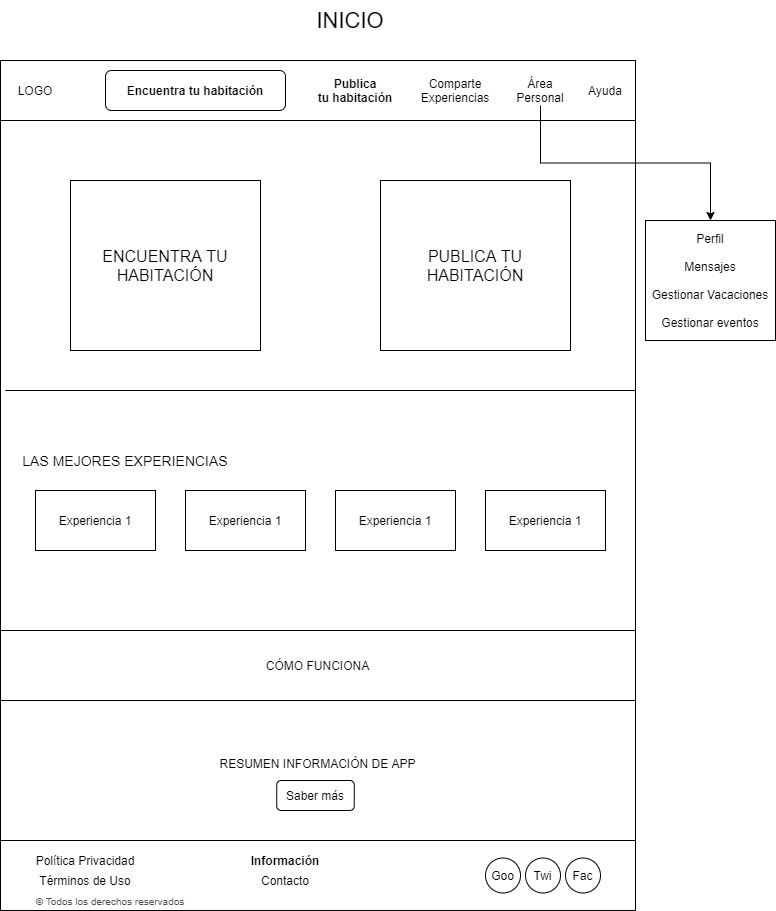 INICIO
LOGO
Encuentra tu habitación
Publica
tu habitación
Comparte
Experiencias
Área
Personal
Ayuda
ENCUENTRA TU
HABITACIÓN
PUBLICA TU
HABITACIÓN
Perfil
Mensajes
Gestionar Vacaciones
Gestionar eventos
LAS MEJORES EXPERIENCIAS
Experiencia 1
Experiencia 1
Experiencia 1
Experiencia 1
CÓMO FUNCIONA
RESUMEN INFORMACIÓN DE APP
Saber más
Política Privacidad
Términos de Uso
© Todos los derechos reservados
Información
Contacto
Goo
Twi
Fac